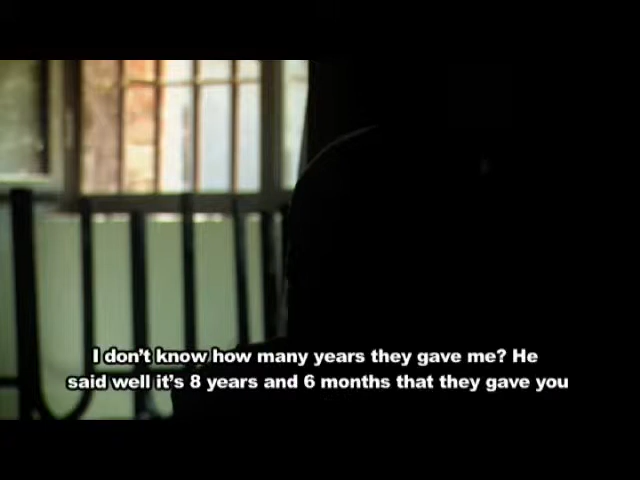 I don't know how many years they gave me? He
said well it's 8 years and 6 months that they gave you